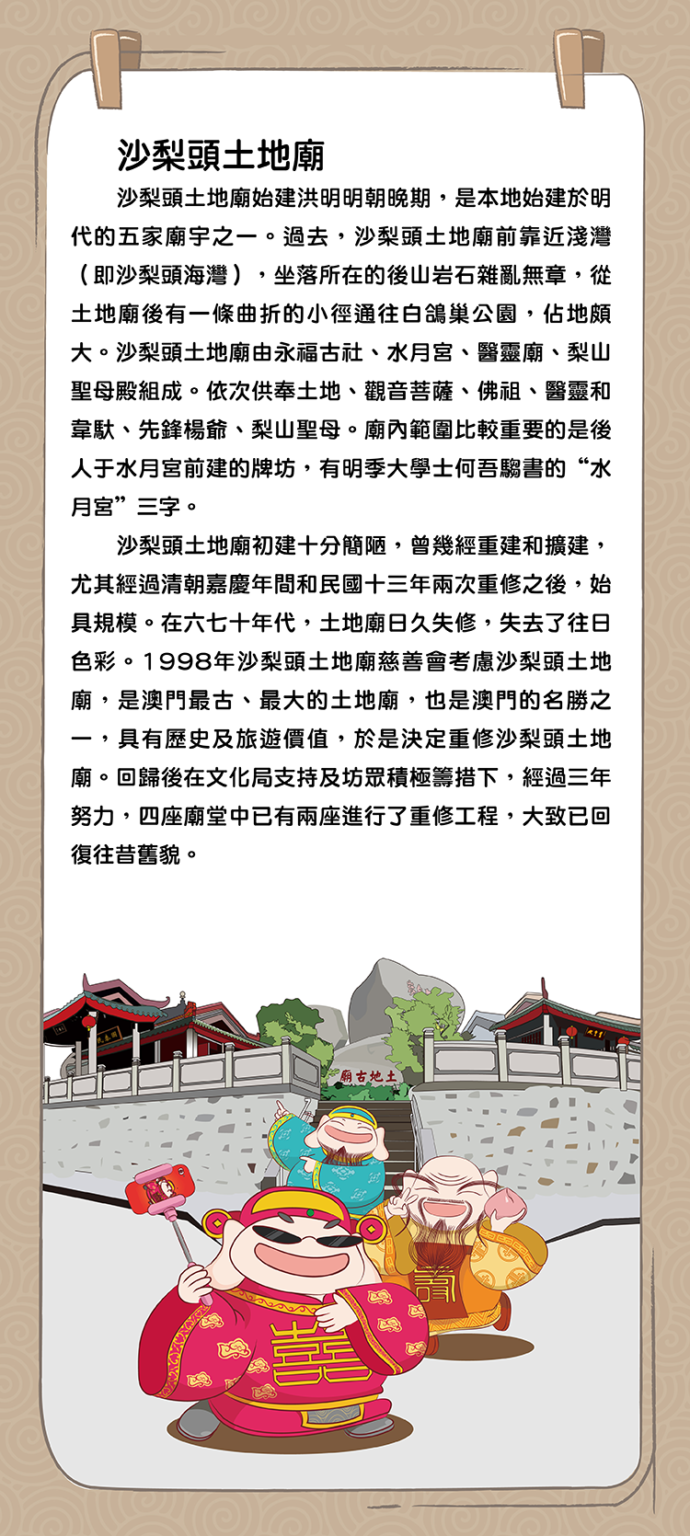 沙梨頭土地廟
沙梨頭土地廟始建洪明明朝晚期，是本地始建於明
代的五家廟宇之一。過去，沙梨頭土地廟前靠近淺灣
（即沙梨頭海灣），坐落所在的後山岩石雜亂無章，從
土地廟後有一條曲折的小徑通往白鴿巢公園，佔地頗
大。沙梨頭土地廟由永福古社、水月宮、醫靈廟、梨山
聖母殿組成。依次供奉土地、觀音菩薩、佛祖、醫靈和
韋馱、先鋒楊爺、梨山聖母。廟內範圍比較重要的是後
人于水月宮前建的牌坊，有明季大學士何吾騶書的“水
月宮”三字。
沙梨頭土地廟初建十分簡陋，曾幾經重建和擴建，
尤其經過清朝嘉慶年間和民國十三年兩次重修之後，始
具規模。在六七十年代，土地廟日久失修，失去了往日
色彩。1998年沙梨頭土地廟慈善會考慮沙梨頭土地
廟，是澳門最古、最大的土地廟，也是澳門的名勝之
一，具有歷史及旅遊價值，於是決定重修沙梨頭土地
廟。回歸後在文化局支持及坊眾積極籌措下，經過三年
努力，四座廟堂中已有兩座進行了重修工程，大致已回
復往昔舊貌。
廟古地土
壽
囍